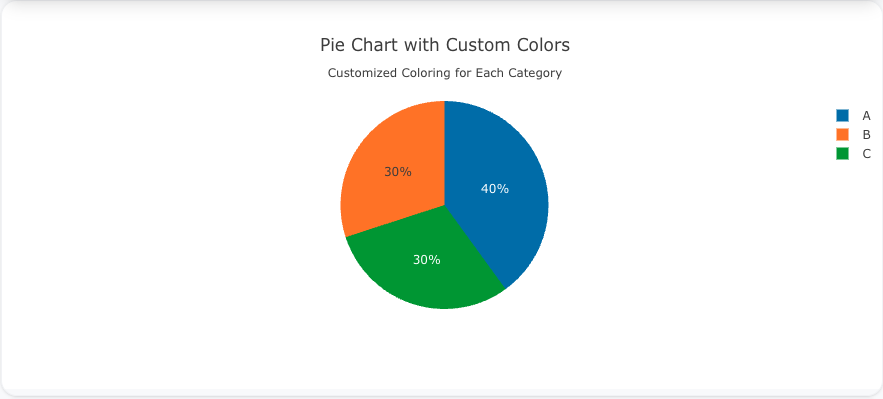 Pie Chart with Custom Colors
Customized Coloring for Each Category
A
B
C
30%
40%
30%